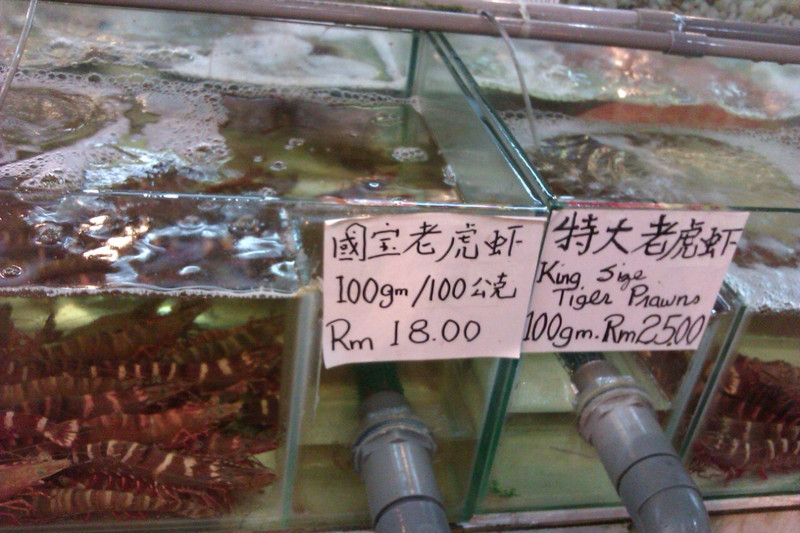 國宝老虎虾
100gm/100公克
Rm 18.00
特大老虎虾
King Size
Tiger Prawns
100gm.Rm25.00